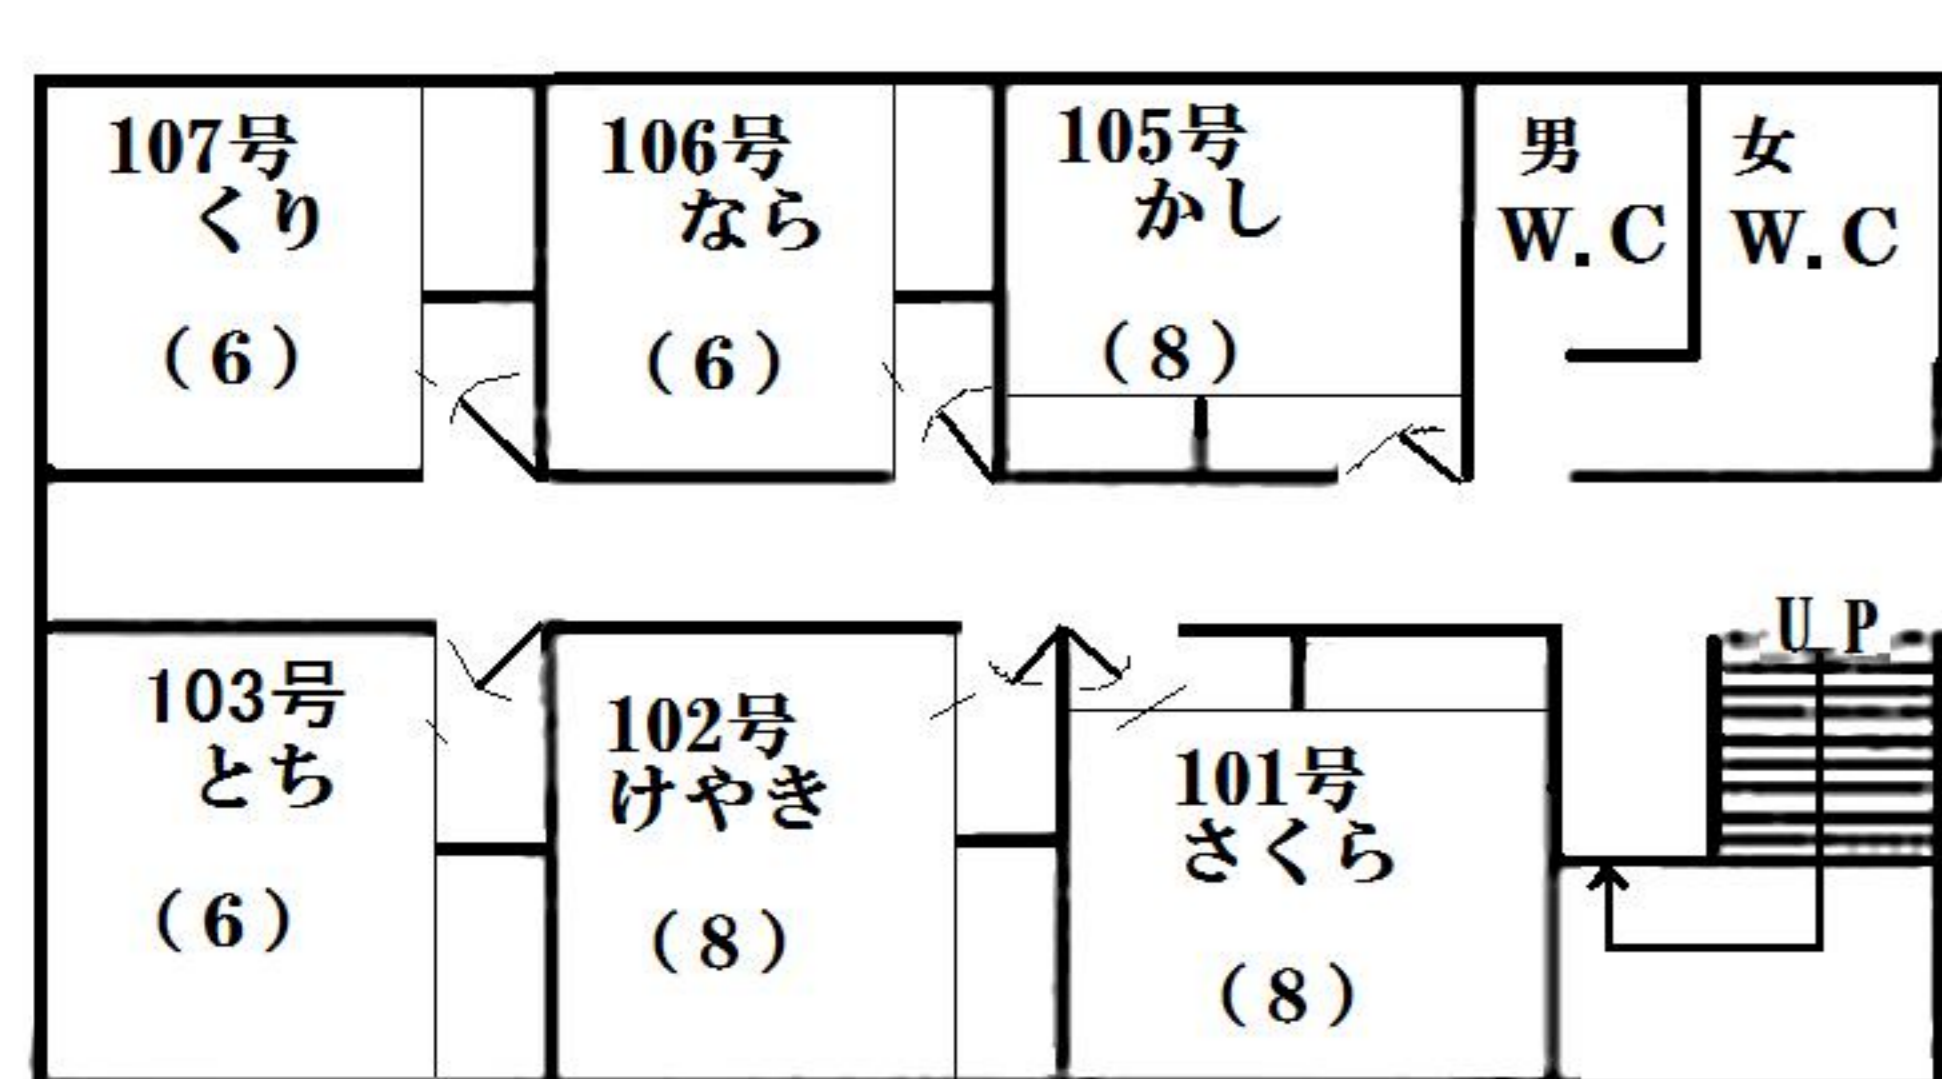 107号
くり
(6)
106号
なら
(6)
105号
かし
(8)
男
W.C
女
W.C
103号
とち
(6)
102号
けやき
(8)
101号
さくら
(8)
UP